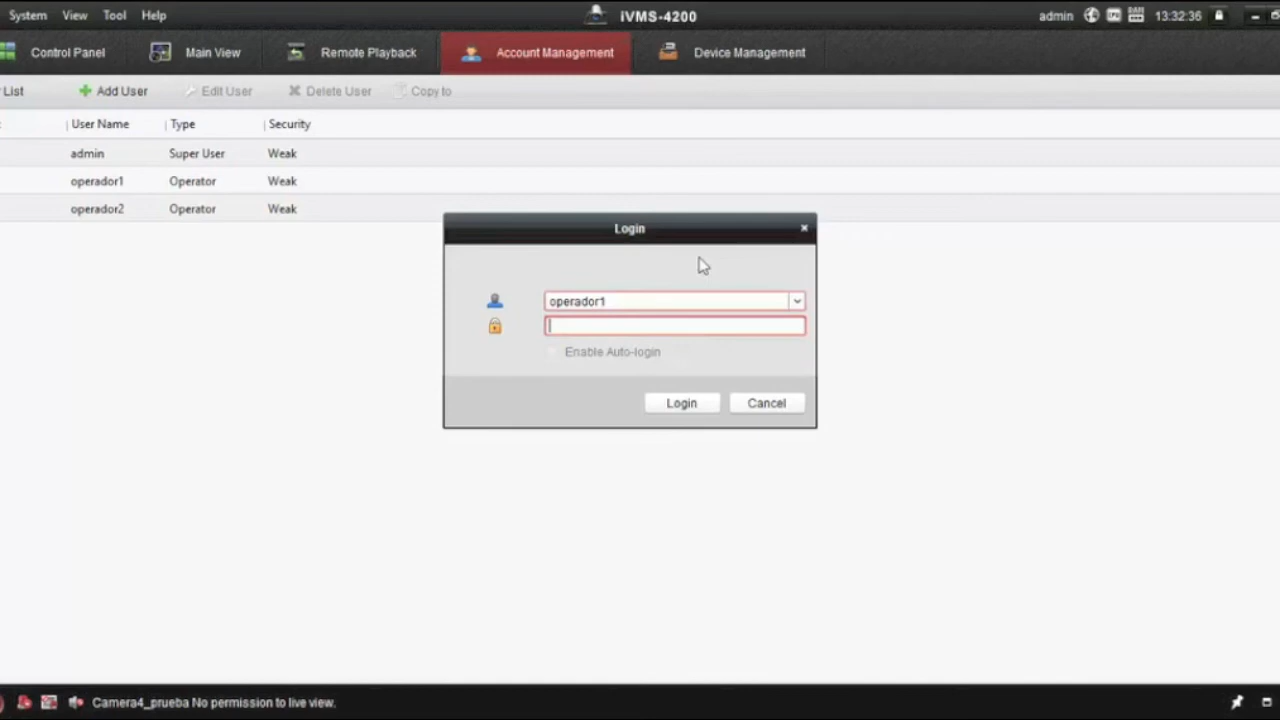 System View Tool Help iVMS-4200 admin 13:32:36
Control Panel Main View Remote Playback Account Management Device Management
List Add User Edit User Delete User Copy to
User Name Type Security
admin Super User Weak
operador1 Operator Weak
operador2 Operator Weak
Login
operador1
Enable Auto-login
Login Cancel
Camera4_prueba No permission to live view.